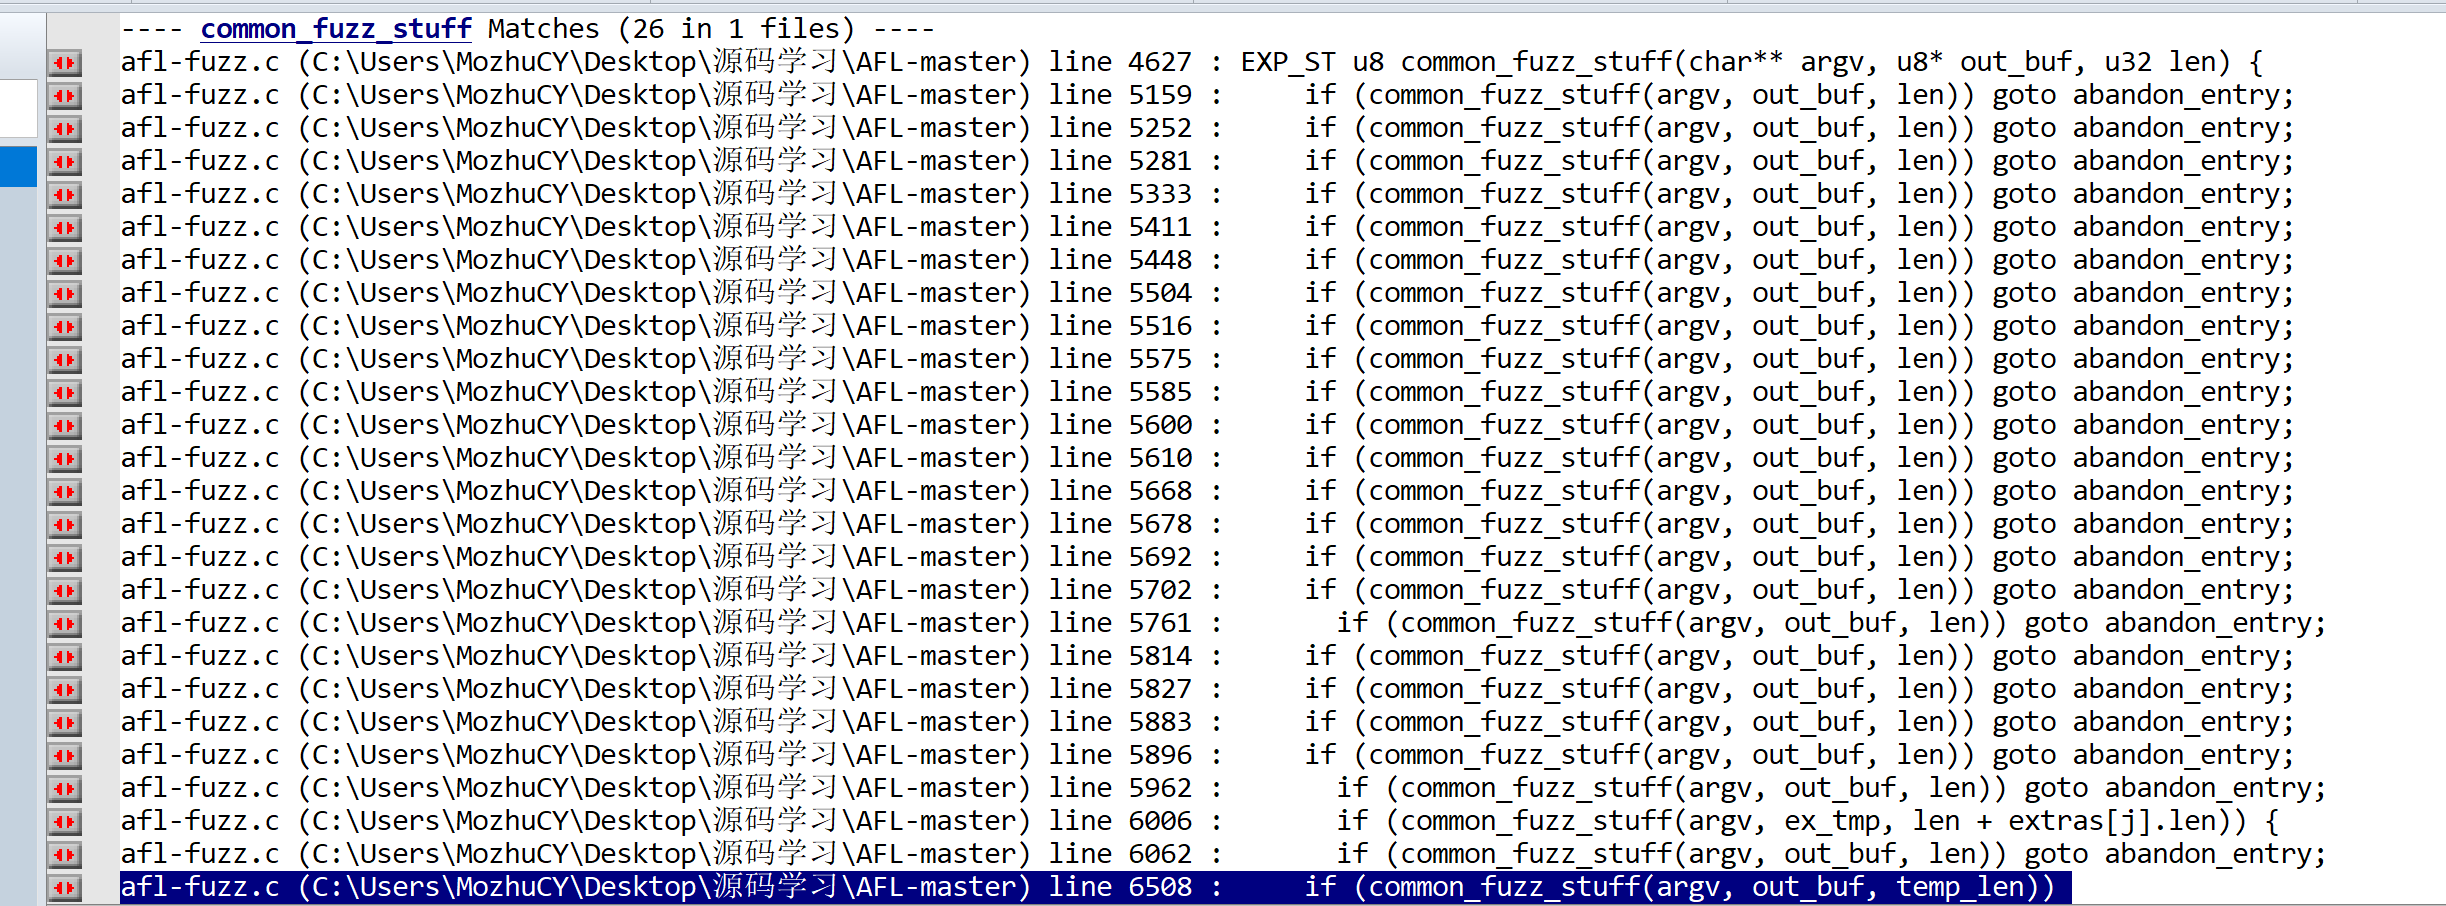 ---- common_fuzz_stuff Matches (26 in 1 files) ----
afl-fuzz.c (C:\Users\MozhuCY\Desktop\源码学习\AFL-master) line 4627 : EXP_ST u8 common_fuzz_stuff(char** argv, u8* out_buf, u32 len) {
afl-fuzz.c (C:\Users\MozhuCY\Desktop\源码学习\AFL-master) line 5159 :     if (common_fuzz_stuff(argv, out_buf, len)) goto abandon_entry;
afl-fuzz.c (C:\Users\MozhuCY\Desktop\源码学习\AFL-master) line 5252 :     if (common_fuzz_stuff(argv, out_buf, len)) goto abandon_entry;
afl-fuzz.c (C:\Users\MozhuCY\Desktop\源码学习\AFL-master) line 5281 :     if (common_fuzz_stuff(argv, out_buf, len)) goto abandon_entry;
afl-fuzz.c (C:\Users\MozhuCY\Desktop\源码学习\AFL-master) line 5333 :     if (common_fuzz_stuff(argv, out_buf, len)) goto abandon_entry;
afl-fuzz.c (C:\Users\MozhuCY\Desktop\源码学习\AFL-master) line 5411 :     if (common_fuzz_stuff(argv, out_buf, len)) goto abandon_entry;
afl-fuzz.c (C:\Users\MozhuCY\Desktop\源码学习\AFL-master) line 5448 :     if (common_fuzz_stuff(argv, out_buf, len)) goto abandon_entry;
afl-fuzz.c (C:\Users\MozhuCY\Desktop\源码学习\AFL-master) line 5504 :     if (common_fuzz_stuff(argv, out_buf, len)) goto abandon_entry;
afl-fuzz.c (C:\Users\MozhuCY\Desktop\源码学习\AFL-master) line 5516 :     if (common_fuzz_stuff(argv, out_buf, len)) goto abandon_entry;
afl-fuzz.c (C:\Users\MozhuCY\Desktop\源码学习\AFL-master) line 5575 :     if (common_fuzz_stuff(argv, out_buf, len)) goto abandon_entry;
afl-fuzz.c (C:\Users\MozhuCY\Desktop\源码学习\AFL-master) line 5585 :     if (common_fuzz_stuff(argv, out_buf, len)) goto abandon_entry;
afl-fuzz.c (C:\Users\MozhuCY\Desktop\源码学习\AFL-master) line 5600 :     if (common_fuzz_stuff(argv, out_buf, len)) goto abandon_entry;
afl-fuzz.c (C:\Users\MozhuCY\Desktop\源码学习\AFL-master) line 5610 :     if (common_fuzz_stuff(argv, out_buf, len)) goto abandon_entry;
afl-fuzz.c (C:\Users\MozhuCY\Desktop\源码学习\AFL-master) line 5668 :     if (common_fuzz_stuff(argv, out_buf, len)) goto abandon_entry;
afl-fuzz.c (C:\Users\MozhuCY\Desktop\源码学习\AFL-master) line 5678 :     if (common_fuzz_stuff(argv, out_buf, len)) goto abandon_entry;
afl-fuzz.c (C:\Users\MozhuCY\Desktop\源码学习\AFL-master) line 5692 :     if (common_fuzz_stuff(argv, out_buf, len)) goto abandon_entry;
afl-fuzz.c (C:\Users\MozhuCY\Desktop\源码学习\AFL-master) line 5702 :     if (common_fuzz_stuff(argv, out_buf, len)) goto abandon_entry;
afl-fuzz.c (C:\Users\MozhuCY\Desktop\源码学习\AFL-master) line 5761 :       if (common_fuzz_stuff(argv, out_buf, len)) goto abandon_entry;
afl-fuzz.c (C:\Users\MozhuCY\Desktop\源码学习\AFL-master) line 5814 :     if (common_fuzz_stuff(argv, out_buf, len)) goto abandon_entry;
afl-fuzz.c (C:\Users\MozhuCY\Desktop\源码学习\AFL-master) line 5827 :     if (common_fuzz_stuff(argv, out_buf, len)) goto abandon_entry;
afl-fuzz.c (C:\Users\MozhuCY\Desktop\源码学习\AFL-master) line 5883 :     if (common_fuzz_stuff(argv, out_buf, len)) goto abandon_entry;
afl-fuzz.c (C:\Users\MozhuCY\Desktop\源码学习\AFL-master) line 5896 :     if (common_fuzz_stuff(argv, out_buf, len)) goto abandon_entry;
afl-fuzz.c (C:\Users\MozhuCY\Desktop\源码学习\AFL-master) line 5962 :       if (common_fuzz_stuff(argv, out_buf, len)) goto abandon_entry;
afl-fuzz.c (C:\Users\MozhuCY\Desktop\源码学习\AFL-master) line 6006 :       if (common_fuzz_stuff(argv, ex_tmp, len + extras[j].len)) {
afl-fuzz.c (C:\Users\MozhuCY\Desktop\源码学习\AFL-master) line 6062 :       if (common_fuzz_stuff(argv, out_buf, len)) goto abandon_entry;
afl-fuzz.c (C:\Users\MozhuCY\Desktop\源码学习\AFL-master) line 6508 :     if (common_fuzz_stuff(argv, out_buf, temp_len))